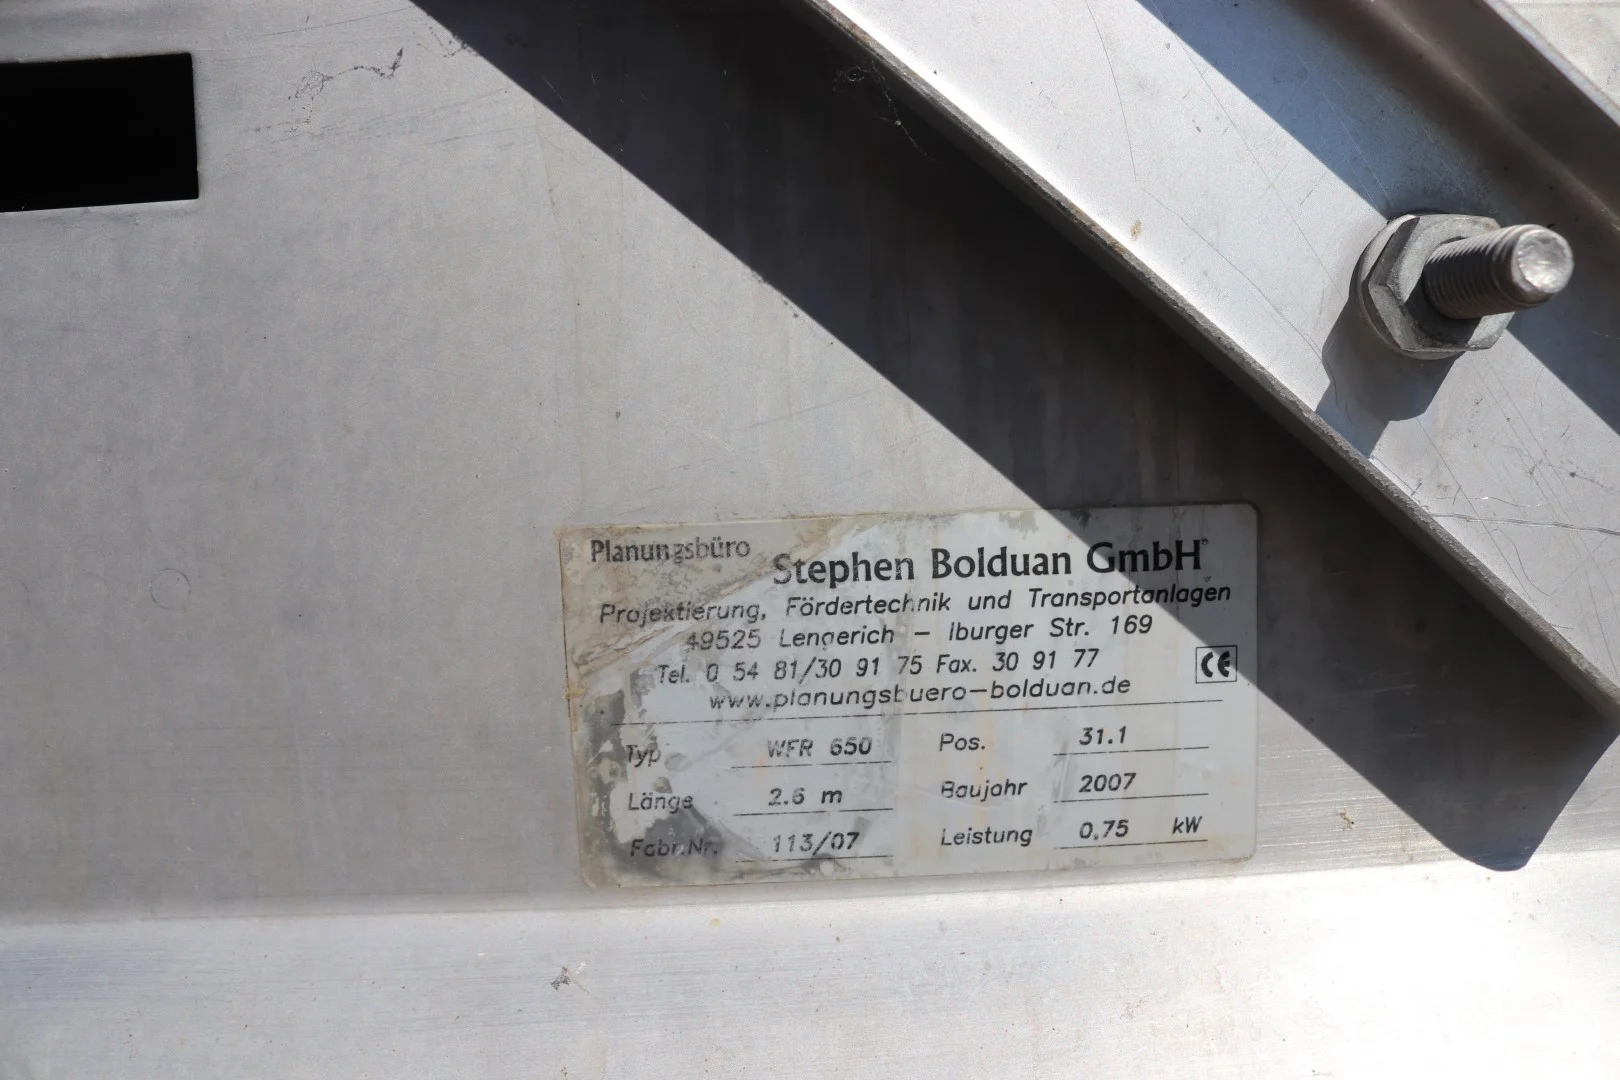 Planungsbüro Stephen Bolduan GmbH
Projektierung, Fördertechnik und Transportanlagen
49525 Lengerich – Iburger Str. 169
Tel. 0 54 81/30 91 75 Fax. 30 91 77
www.planungsbuero-bolduan.de
CE
Typ WFR 650 Pos. 31.1
Länge 2.6 m Baujahr 2007
Fabr.Nr. 113/07 Leistung 0,75 kW